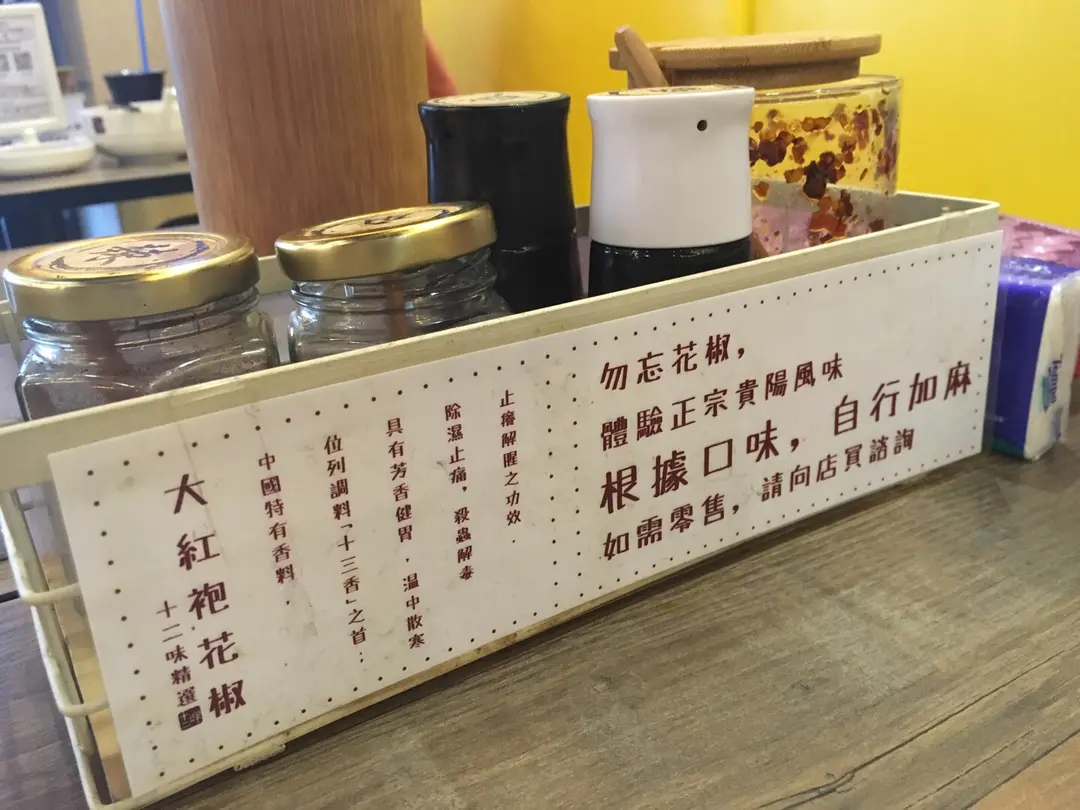 大紅袍花椒
十二味精選
中國特有香料，
位列調料「十三香」之首，
具有芳香健胃，温中散寒
除濕止痛，殺蟲解毒
止癢解腥之功效．
勿忘花椒，
體驗正宗貴陽風味
根據口味，自行加麻
如需零售，請向店員諮詢